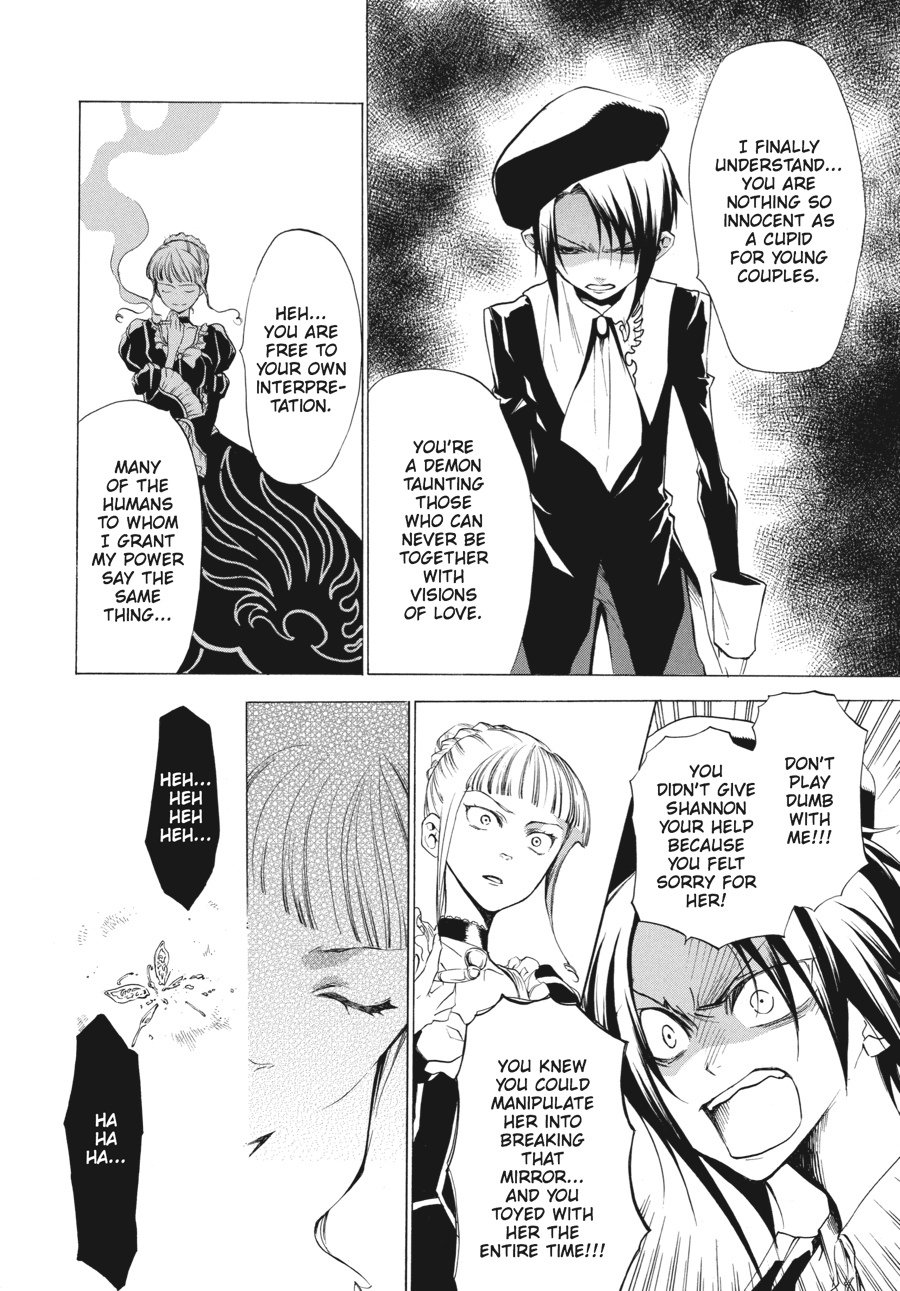 I FINALLY
UNDERSTAND...
YOU ARE
NOTHING SO
INNOCENT AS
A CUPID
FOR YOUNG
COUPLES.
YOU'RE
A DEMON
TAUNTING
THOSE
WHO CAN
NEVER BE
TOGETHER
WITH
VISIONS
OF LOVE.
HEH...
YOU ARE
FREE TO
YOUR OWN
INTERPRE-
TATION.
MANY
OF THE
HUMANS
TO WHOM
I GRANT
MY POWER
SAY THE
SAME
THING...
DON'T
PLAY
DUMB
WITH
ME!!!
YOU
DIDN'T GIVE
SHANNON
YOUR HELP
BECAUSE
YOU FELT
SORRY FOR
HER!
YOU KNEW
YOU COULD
MANIPULATE
HER INTO
BREAKING
THAT
MIRROR...
AND YOU
TOYED WITH
HER THE
ENTIRE TIME!!!
HEH...
HEH
HEH
HEH...
HA
HA
HA...